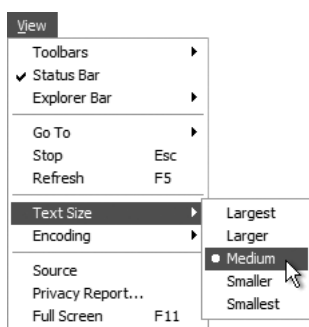 View
Toolbars
Status Bar
Explorer Bar
Go To
Stop Esc
Refresh F5
Text Size
Encoding
Source
Privacy Report...
Full Screen F11
Largest
Larger
Medium
Smaller
Smallest